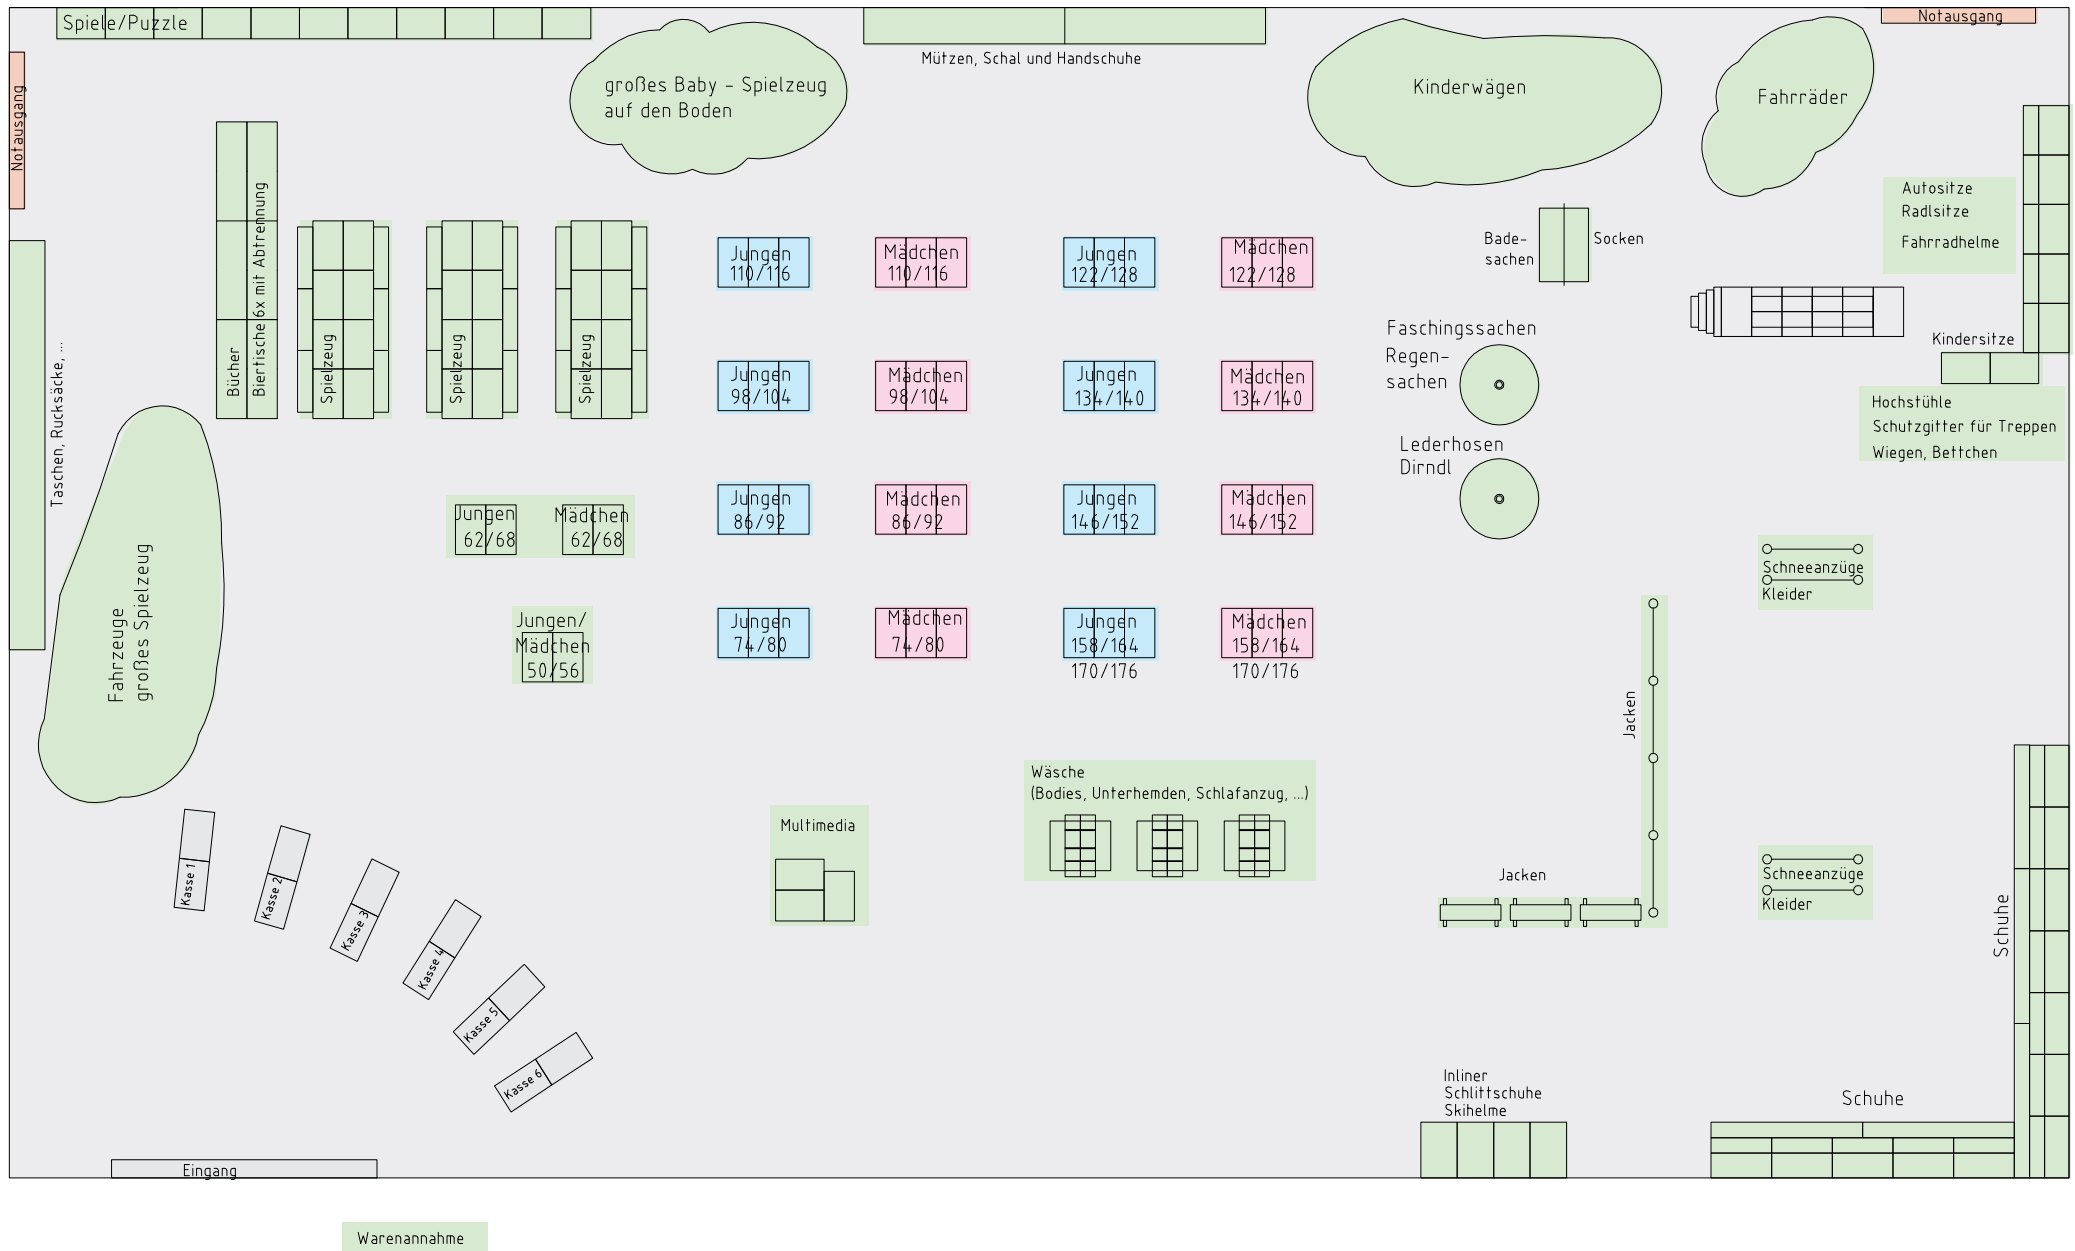 Spiele/Puzzle
Notausgang
Notausgang
Mützen, Schal und Handschuhe
großes Baby - Spielzeug
auf den Boden
Kinderwägen
Fahrräder
Autositze
Radlsitze
Fahrradhelme
Bade-
sachen
Socken
Bücher
Biertische 6x mit Abtrennung
Spielzeug
Spielzeug
Spielzeug
Jungen
110/116
Mädchen
110/116
Jungen
122/128
Mädchen
122/128
Taschen, Rucksäcke, ...
Faschingssachen
Regen-
sachen
Kindersitze
Jungen
98/104
Mädchen
98/104
Jungen
134/140
Mädchen
134/140
Hochstühle
Schutzgitter für Treppen
Wiegen, Bettchen
Lederhosen
Dirndl
Jungen
62/68
Mädchen
62/68
Jungen
86/92
Mädchen
86/92
Jungen
146/152
Mädchen
146/152
Fahrzeuge
großes Spielzeug
Schneeanzüge
Kleider
Jungen/
Mädchen
50/56
Jungen
74/80
Mädchen
74/80
Jungen
158/164
170/176
Mädchen
158/164
170/176
Jacken
Wäsche
(Bodies, Unterhemden, Schlafanzug, ...)
Multimedia
Jacken
Schneeanzüge
Kleider
Schuhe
Kasse 1
Kasse 2
Kasse 3
Kasse 4
Kasse 5
Kasse 6
Inliner
Schlittschuhe
Skihelme
Schuhe
Eingang
Warenannahme